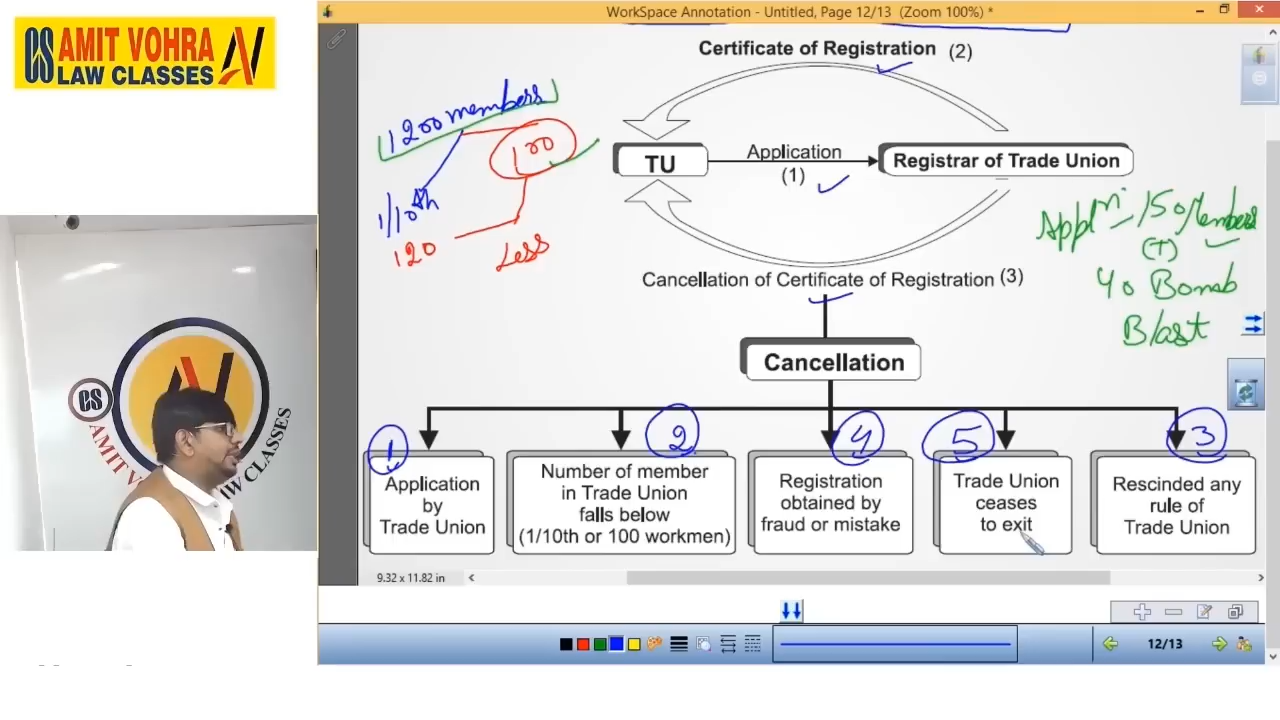 AMIT VOHRA
CS
LAW CLASSES
WorkSpace Annotation - Untitled, Page 12/13 (Zoom 100%) *
Certificate of Registration (2)
1200 members
100
1/10th
120
Less
TU
Application
(1)
Registrar of Trade Union
150 Members
(+)
40 Bomb
Blast
Cancellation of Certificate of Registration (3)
Cancellation
1
2
4
5
3
Application
by
Trade Union
Number of member
in Trade Union
falls below
(1/10th or 100 workmen)
Registration
obtained by
fraud or mistake
Trade Union
ceases
to exit
Rescinded any
rule of
Trade Union
CS
AMIT V
W CLASSES
9.32 x 11.82 in
12/13